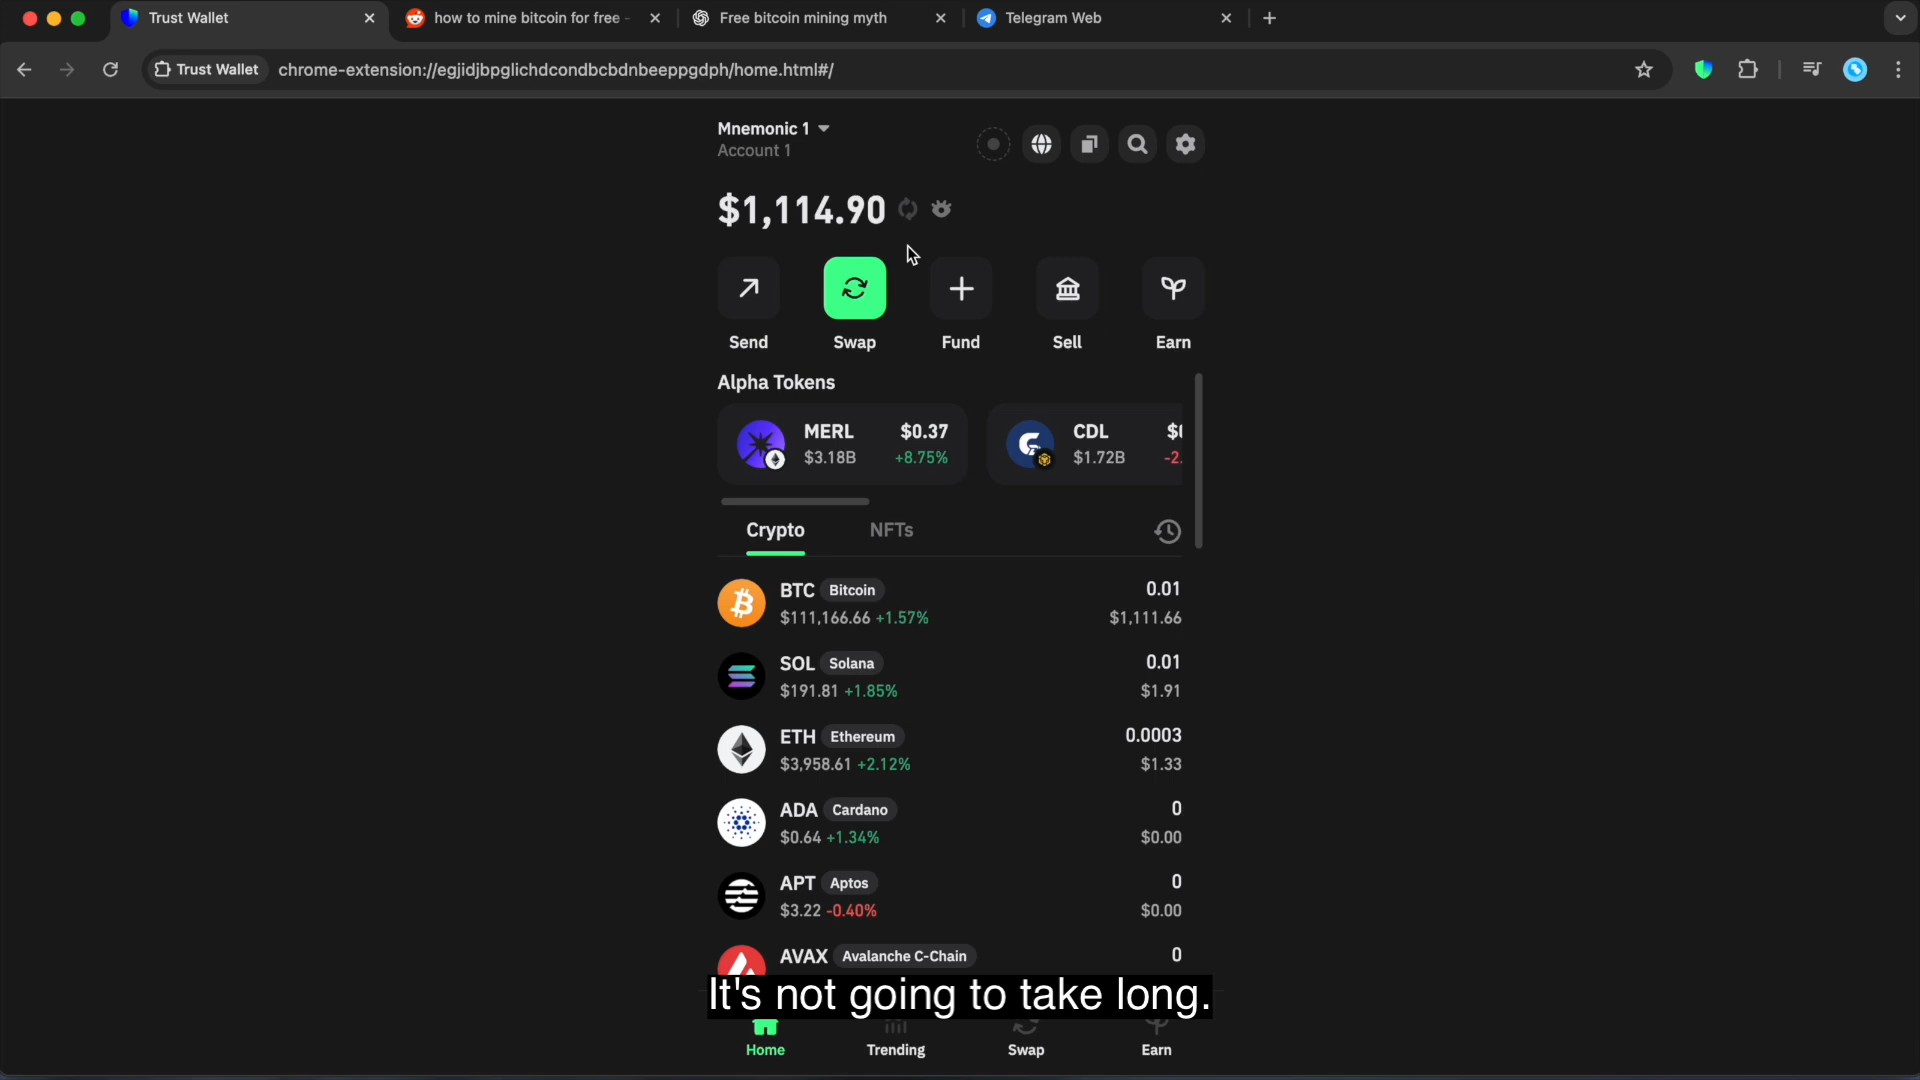 Trust Wallet
how to mine bitcoin for free -
Free bitcoin mining myth
Telegram Web
Trust Wallet
chrome-extension://egjidjbpglichdcondbcbdnbeeppgdph/home.html#/
Mnemonic 1
Account 1
$1,114.90
Send
Swap
Fund
Sell
Earn
Alpha Tokens
MERL $0.37
$3.18B +8.75%
CDL
$1.72B -2.
Crypto
NFTs
BTC Bitcoin 0.01
$111,166.66 +1.57% $1,111.66
SOL Solana 0.01
$191.81 +1.85% $1.91
ETH Ethereum 0.0003
$3,958.61 +2.12% $1.33
ADA Cardano 0
$0.64 +1.34% $0.00
APT Aptos 0
$3.22 -0.40% $0.00
AVAX Avalanche C-Chain 0
It's not going to take long.
Home
Trending
Swap
Earn